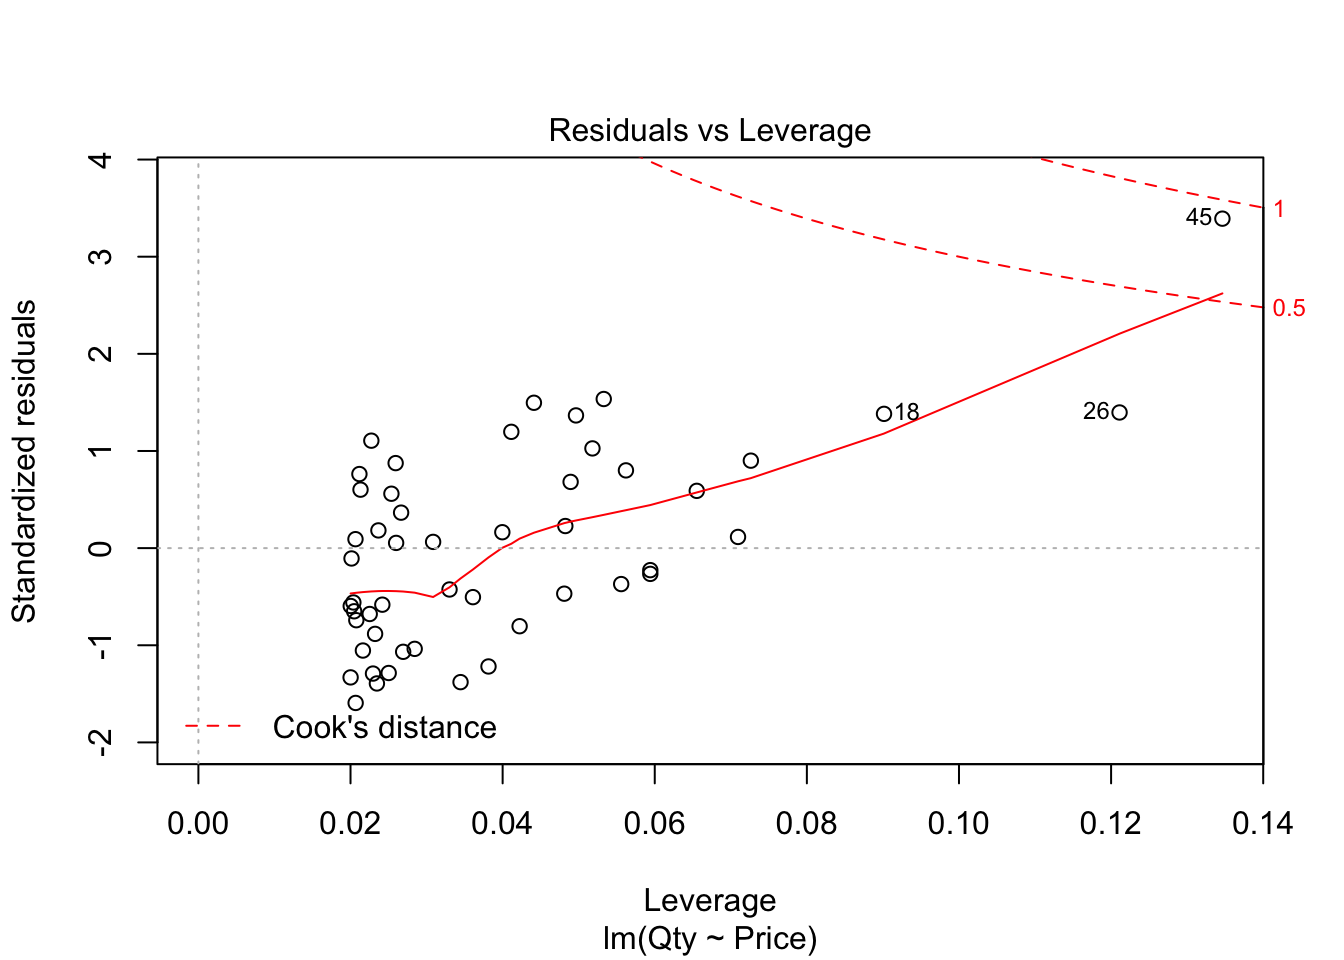 Residuals vs Leverage
Standardized residuals
4
3
2
1
0
-1
-2
45
1
0.5
18
26
Cook's distance
0.00 0.02 0.04 0.06 0.08 0.10 0.12 0.14
Leverage
lm(Qty ~ Price)